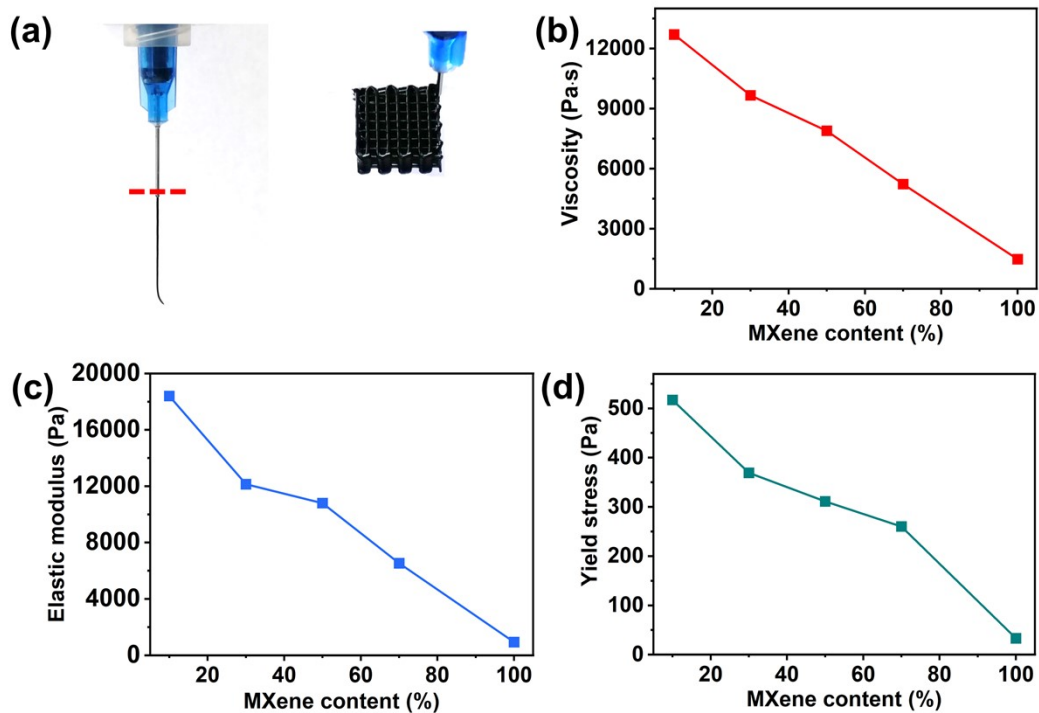 (a)
(b)
12000
9000
6000
3000
0
Viscosity (Pa·s)
20 40 60 80 100
MXene content (%)
(c)
20000
16000
12000
8000
4000
0
Elastic modulus (Pa)
20 40 60 80 100
MXene content (%)
(d)
500
400
300
200
100
0
Yield stress (Pa)
20 40 60 80 100
MXene content (%)